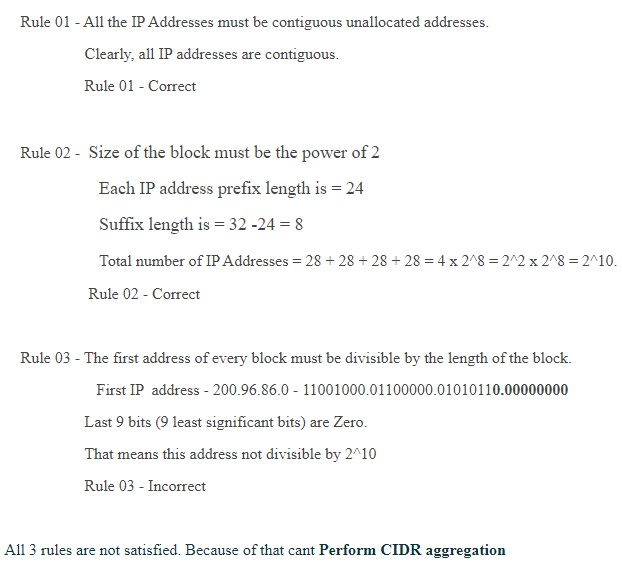 Rule 01 - All the IP Addresses must be contiguous unallocated addresses.
Clearly, all IP addresses are contiguous.
Rule 01 - Correct
Rule 02 - Size of the block must be the power of 2
Each IP address prefix length is = 24
Suffix length is = 32 -24 = 8
Total number of IP Addresses = 28 + 28 + 28 + 28 = 4 x 2^8 = 2^2 x 2^8 = 2^10.
Rule 02 - Correct
Rule 03 - The first address of every block must be divisible by the length of the block.
First IP address - 200.96.86.0 - 11001000.01100000.01010110.00000000
Last 9 bits (9 least significant bits) are Zero.
That means this address not divisible by 2^10
Rule 03 - Incorrect
All 3 rules are not satisfied. Because of that cant Perform CIDR aggregation